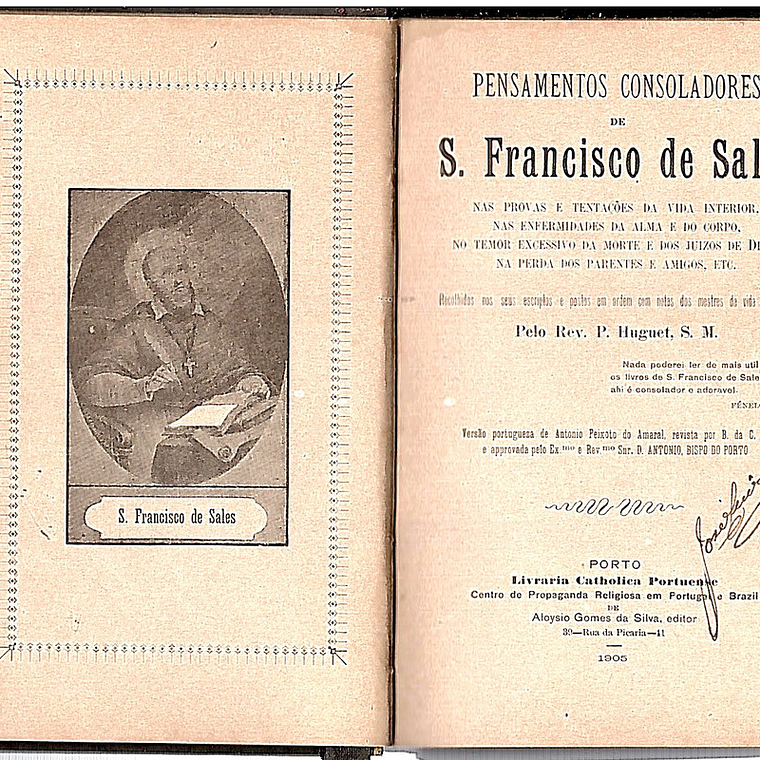 S. Francisco de Sales
PENSAMENTOS CONSOLADORES
DE
S. Francisco de Sal
NAS PROVAS E TENTAÇÕES DA VIDA INTERIOR,
NAS ENFERMIDADES DA ALMA E DO CORPO,
NO TEMOR EXCESSIVO DA MORTE E DOS JUIZOS DE DE
NA PERDA DOS PARENTES E AMIGOS, ETC.
Recolhidos nos seus escriptos e postos em ordem com notas dos mestres da vida
Pelo Rev. P. Huguet, S. M.
Nada poderei ler de mais util
os livros de S. Francisco de Sale
ahi é consolador e adoravel.
FÉNELO
Versão portugueza de Antonio Peixoto do Amaral, revista por B. da C.
e approvada pelo Ex.mo e Rev.mo Snr. D. ANTONIO, BISPO DO PORTO
PORTO
Livraria Catholica Portuense
Centro de Propaganda Religiosa em Portugal e Brazil
DE
Aloysio Gomes da Silva, editor
39—Rua da Picaria—41
1905